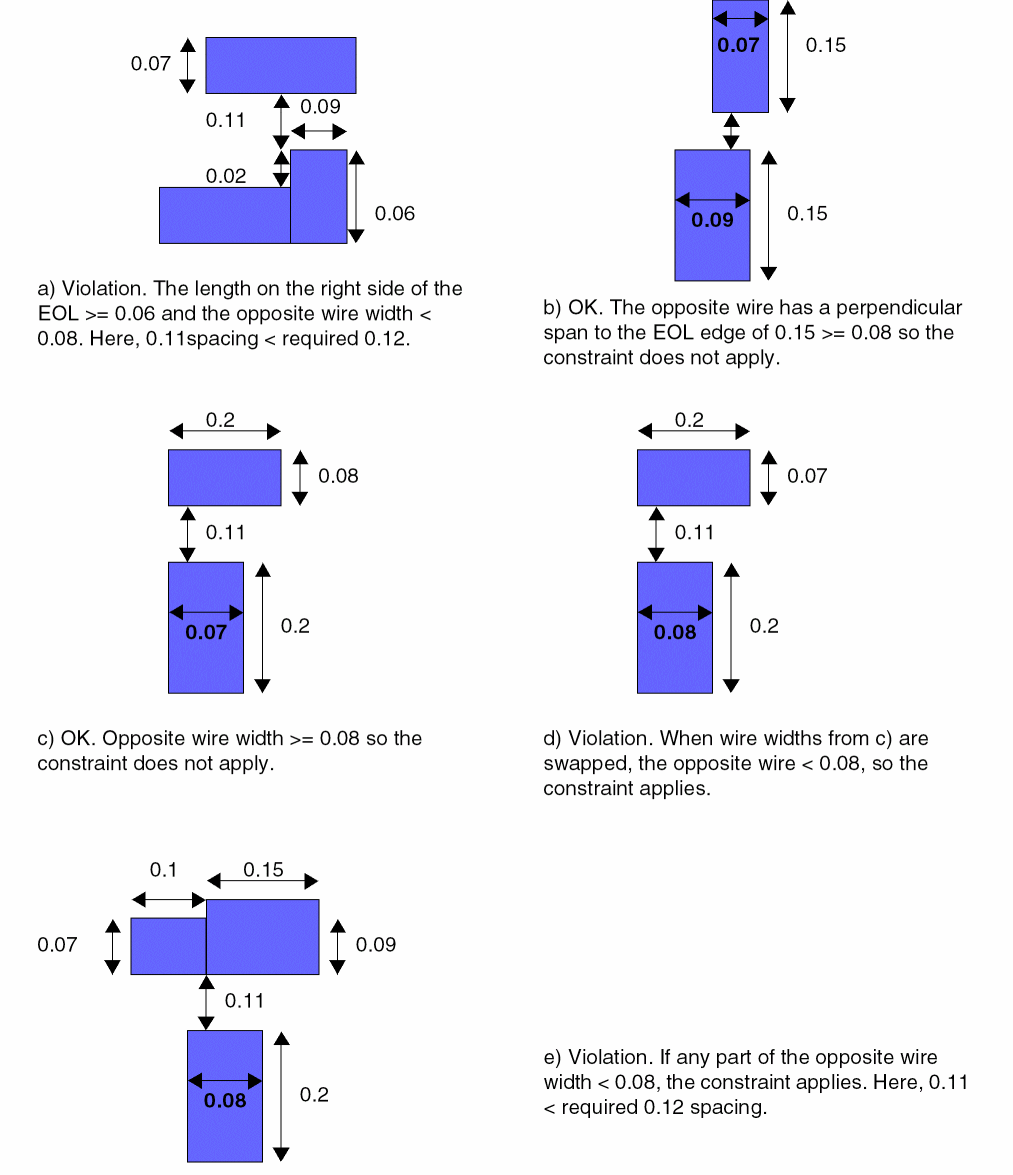 0.07
0.11
0.09
0.02
0.06
a) Violation. The length on the right side of the
EOL >= 0.06 and the opposite wire width <
0.08. Here, 0.11spacing < required 0.12.
0.07
0.15
0.09
0.15
b) OK. The opposite wire has a perpendicular
span to the EOL edge of 0.15 >= 0.08 so the
constraint does not apply.
0.2
0.08
0.11
0.07
0.2
c) OK. Opposite wire width >= 0.08 so the
constraint does not apply.
0.2
0.07
0.11
0.08
0.2
d) Violation. When wire widths from c) are
swapped, the opposite wire < 0.08, so the
constraint applies.
0.1
0.15
0.07
0.09
0.11
0.08
0.2
e) Violation. If any part of the opposite wire
width < 0.08, the constraint applies. Here, 0.11
< required 0.12 spacing.